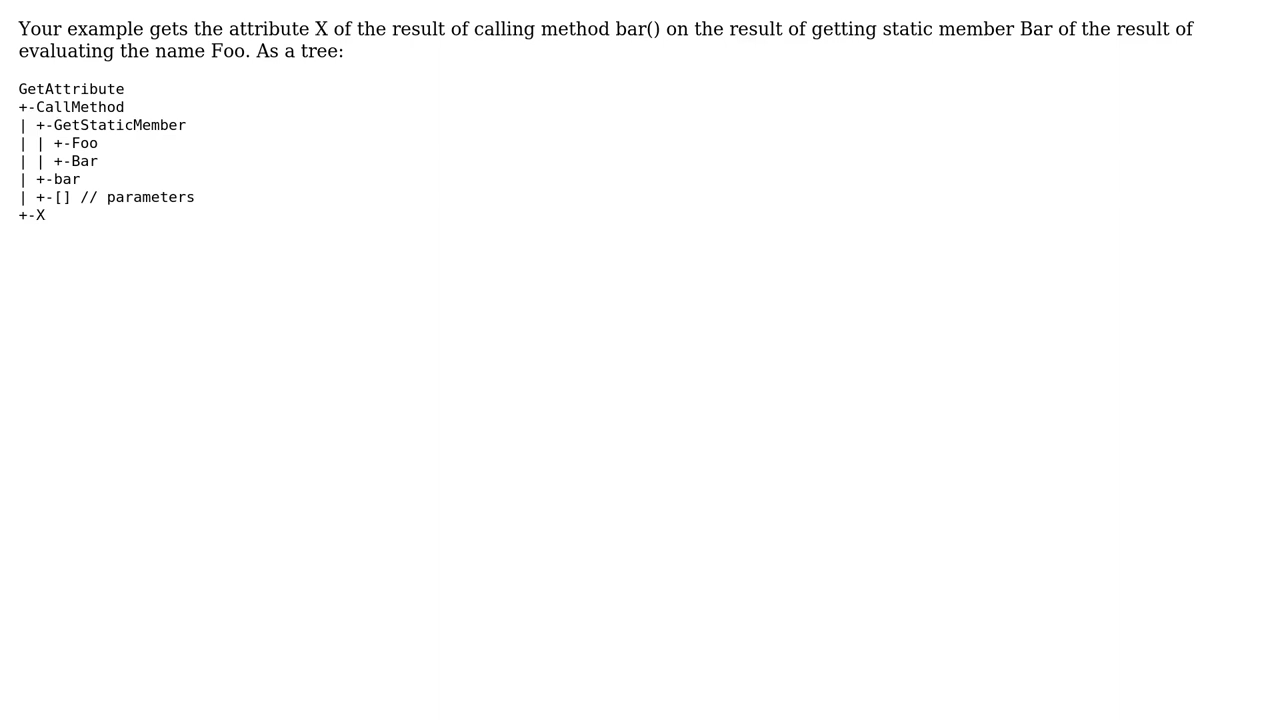 Your example gets the attribute X of the result of calling method bar() on the result of getting static member Bar of the result of
evaluating the name Foo. As a tree:
GetAttribute
+-CallMethod
| +-GetStaticMember
| | +-Foo
| | +-Bar
| +-bar
| +-[] // parameters
+-X